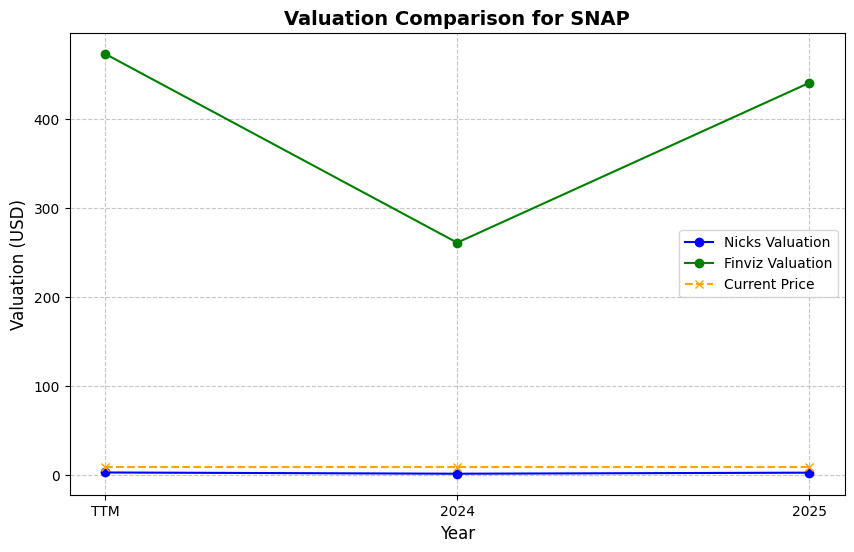 Valuation Comparison for SNAP
Valuation (USD)
400
300
200
100
0
Nicks Valuation
Finviz Valuation
Current Price
TTM
2024
2025
Year